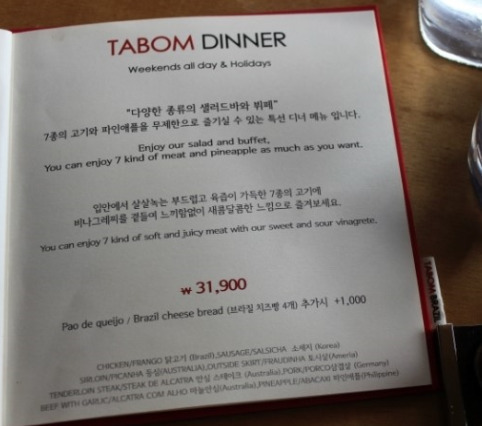 TABOM DINNER
Weekends all day & Holidays
"다양한 종류의 샐러드바와 뷔페"
7종의 고기와 파인애플을 무제한으로 즐기실 수 있는 특선 디너 메뉴 입니다.
Enjoy our salad and buffet,
You can enjoy 7 kind of meat and pineapple as much as you want.
입안에서 살살녹는 부드럽고 육즙이 가득한 7종의 고기에
비나그레찌를 곁들여 느끼함없이 새콤달콤한 느낌으로 즐겨보세요.
You can enjoy 7 kind of soft and juicy meat with our sweet and sour vinagrete.
₩ 31,900
Pao de queijo / Brazil cheese bread (브라질 치즈빵 4개) 추가시 +1,000
CHICKEN/FRANGO 닭고기 (Brazil),SAUSAGE/SALSICHA 소세지 (Korea)
SIRLOIN/PICANHA 등심(AUSTRALIA),OUTSIDE SKIRT/FRAUDINHA (Ameria)
TENDERLOIN STEAK/STEAK DE ALCATRA 안심 스테이크 (Australia),PORK/PORCO삼겹살 (Germany)
BEEF WITH GARLIC/ALCATRA COM ALHO 마늘안심(Australia),PINEAPPLE/ABACAXI 파인애플(Philippine)
TABOM BRAZIL